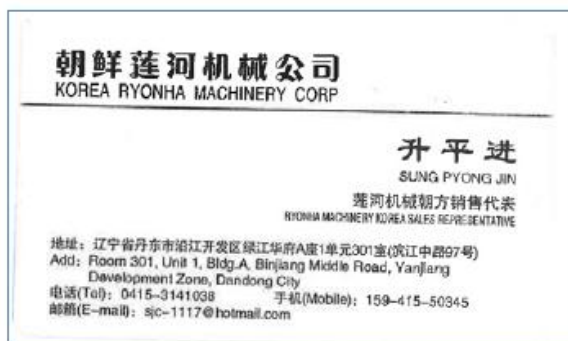 朝鲜莲河机械公司
KOREA RYONHA MACHINERY CORP
升平进
SUNG PYONG JIN
莲河机械朝方销售代表
RYONHA MACHINERY KOREA SALES REPRESENTATIVE
地址：辽宁省丹东市沿江开发区绿江华府A座1单元301室(滨江中路97号)
Add：Room 301, Unit 1, Bldg.A, Binjiang Middle Road, Yanjiang
Development Zone, Dandong City
电话(Tel)：0415-3141038 手机(Mobile)：159-415-50345
邮箱(E-mail)：sjc-1117@hotmail.com